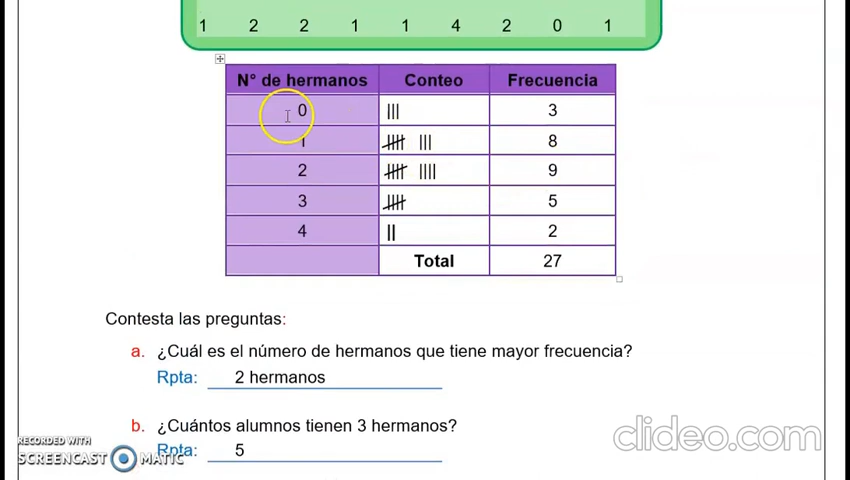 1 2 2 1 1 4 2 0 1
N° de hermanos Conteo Frecuencia
0 3
1 8
2 9
3 5
4 2
Total 27
Contesta las preguntas:
a. ¿Cuál es el número de hermanos que tiene mayor frecuencia?
Rpta: 2 hermanos
b. ¿Cuántos alumnos tienen 3 hermanos?
Rpta: 5
RECORDED WITH
SCREENCAST MATIC
clideo.com